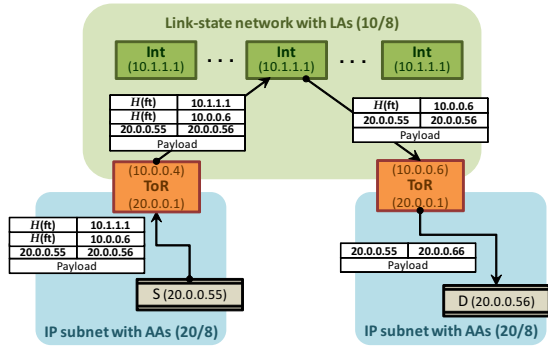 Link-state network with LAs (10/8)
Int
(10.1.1.1)
. . .
Int
(10.1.1.1)
. . .
Int
(10.1.1.1)
H(ft) 10.1.1.1
H(ft) 10.0.0.6
20.0.0.55 20.0.0.56
Payload
H(ft) 10.0.0.6
20.0.0.55 20.0.0.56
Payload
(10.0.0.4)
ToR
(20.0.0.1)
(10.0.0.6)
ToR
(20.0.0.1)
H(ft) 10.1.1.1
H(ft) 10.0.0.6
20.0.0.55 20.0.0.56
Payload
20.0.0.55 20.0.0.66
Payload
S (20.0.0.55)
D (20.0.0.56)
IP subnet with AAs (20/8)
IP subnet with AAs (20/8)